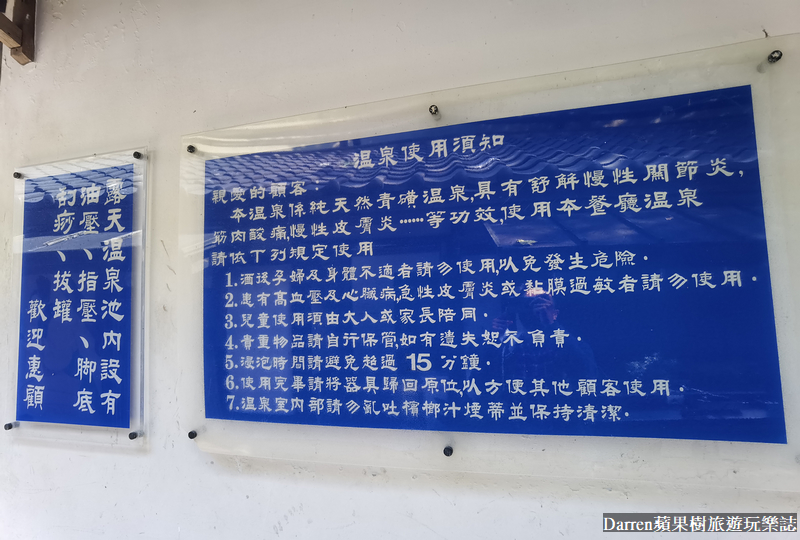 溫泉使用須知
親愛的顧客：
本溫泉係純天然青磺溫泉,具有舒解慢性關節炎,
筋肉酸痛,慢性皮膚炎……等功效,使用本餐廳溫泉
請依下列規定使用
1.酒後孕婦及身體不適者請勿使用,以免發生危險.
2.患有高血壓及心臟病,急性皮膚炎或黏膜過敏者請勿使用.
3.兒童使用須由大人或家長陪同.
4.貴重物品請自行保管,如有遺失恕不負責.
5.浸泡時間請避免超過15分鐘.
6.使用完畢請將器具歸回原位,以方便其他顧客使用.
7.溫泉室內部請勿亂吐檳榔汁煙蒂並保持清潔.
露天溫泉池內設有
油壓、指壓、腳底
刮痧、拔罐
歡迎惠顧
Darren蘋果樹旅遊玩樂誌